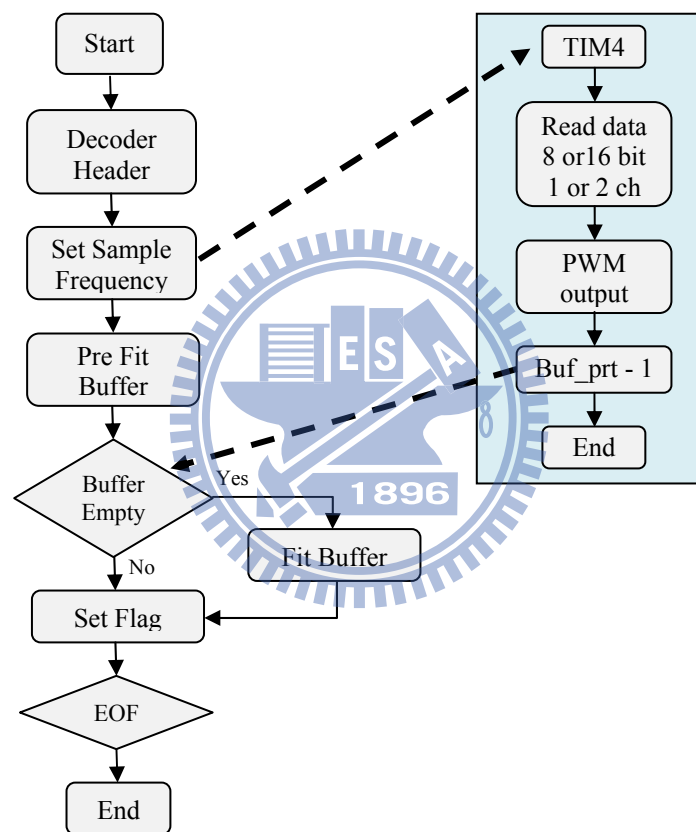 Start
Decoder
Header
Set Sample
Frequency
Pre Fit
Buffer
Buffer
Empty
Yes
No
Fit Buffer
Set Flag
EOF
End
TIM4
Read data
8 or16 bit
1 or 2 ch
PWM
output
Buf_prt - 1
End
E S A
8
1896